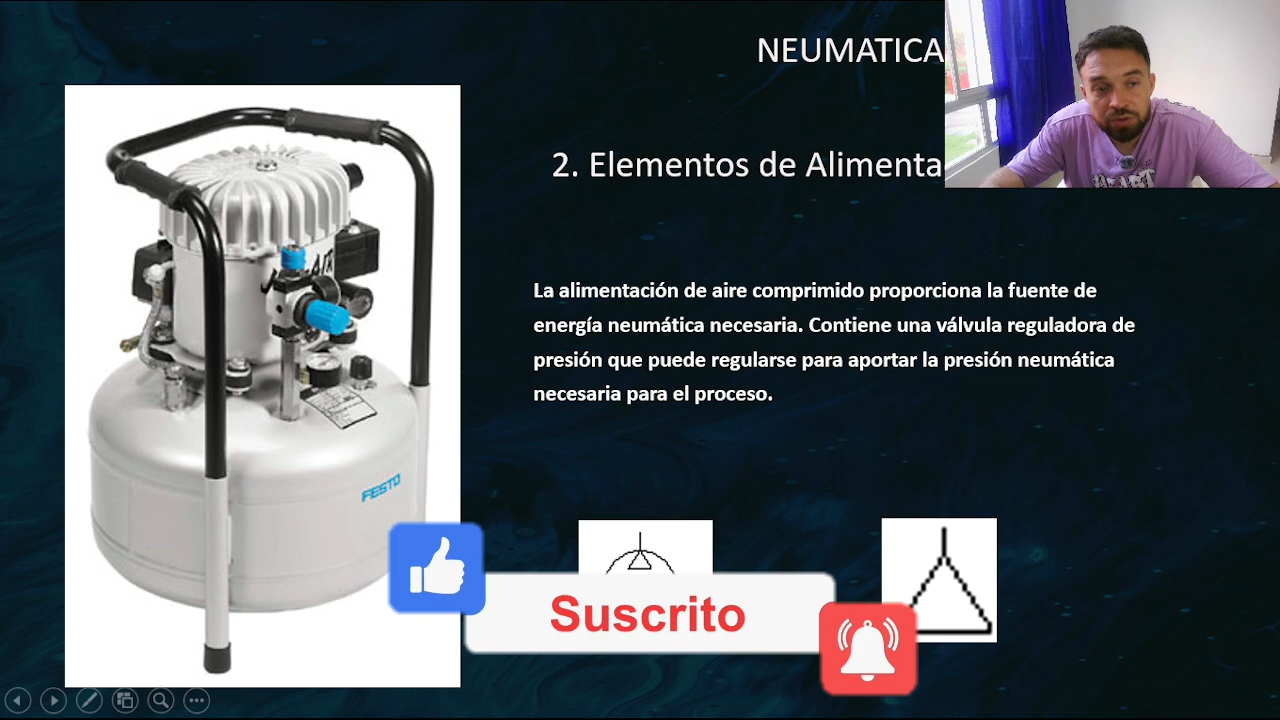 NEUMATICA
2. Elementos de Alimenta
La alimentación de aire comprimido proporciona la fuente de
energía neumática necesaria. Contiene una válvula reguladora de
presión que puede regularse para aportar la presión neumática
necesaria para el proceso.
FESTO
Suscrito